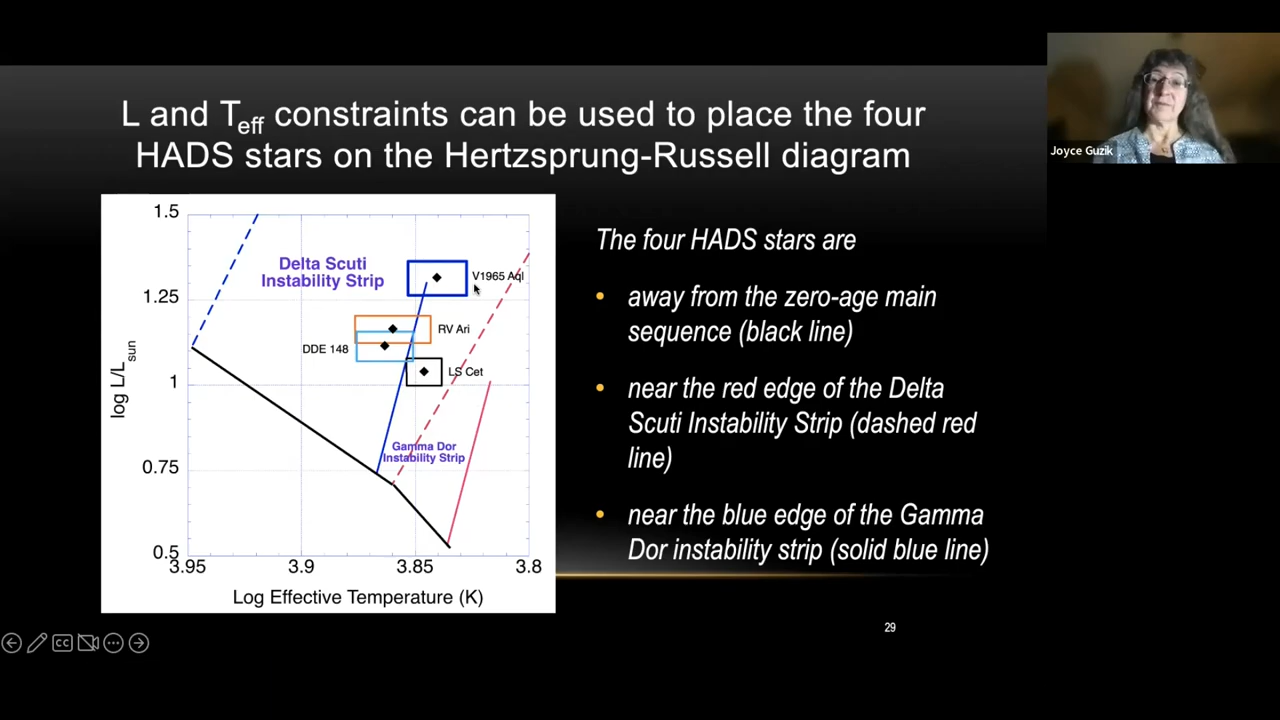 L and Teff constraints can be used to place the four
HADS stars on the Hertzsprung-Russell diagram
Joyce Guzik
1.5
1.25
1
0.75
0.5
log L/Lsun
3.95
3.9
3.85
3.8
Log Effective Temperature (K)
Delta Scuti
Instability Strip
V1965 Aql
RV Ari
DDE 148
LS Cet
Gamma Dor
Instability Strip
The four HADS stars are
• away from the zero-age main
sequence (black line)
• near the red edge of the Delta
Scuti Instability Strip (dashed red
line)
• near the blue edge of the Gamma
Dor instability strip (solid blue line)
29
CC